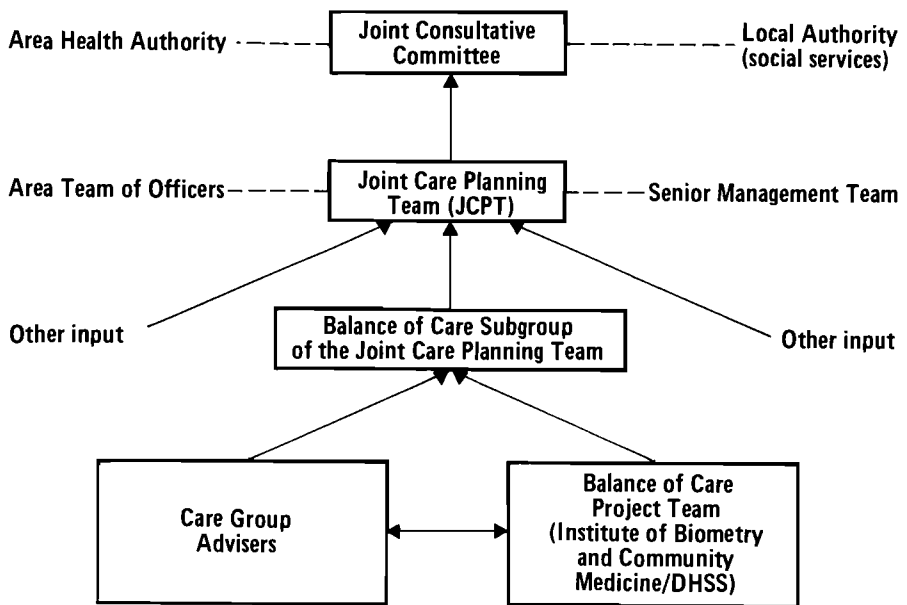 Area Health Authority
Joint Consultative
Committee
Local Authority
(social services)
Area Team of Officers
Joint Care Planning
Team (JCPT)
Senior Management Team
Other input
Balance of Care Subgroup
of the Joint Care Planning Team
Other input
Care Group
Advisers
Balance of Care
Project Team
(Institute of Biometry
and Community
Medicine/DHSS)